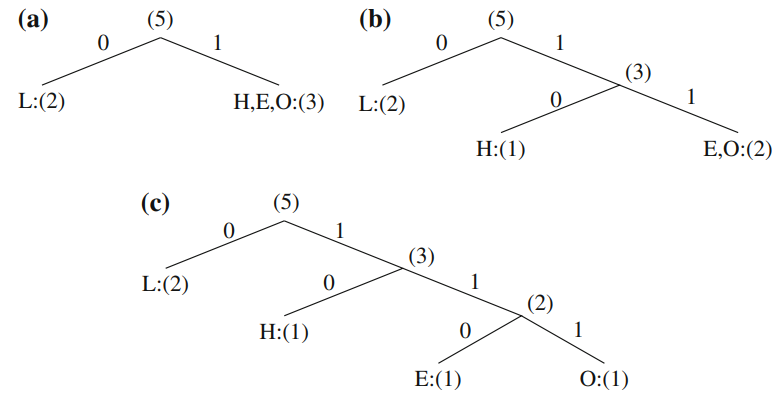 (a)
(5)
0 1
L:(2) H,E,O:(3)
(b)
(5)
0 1
L:(2)
(3)
0 1
H:(1) E,O:(2)
(c)
(5)
0 1
L:(2)
(3)
0 1
H:(1)
(2)
0 1
E:(1) O:(1)